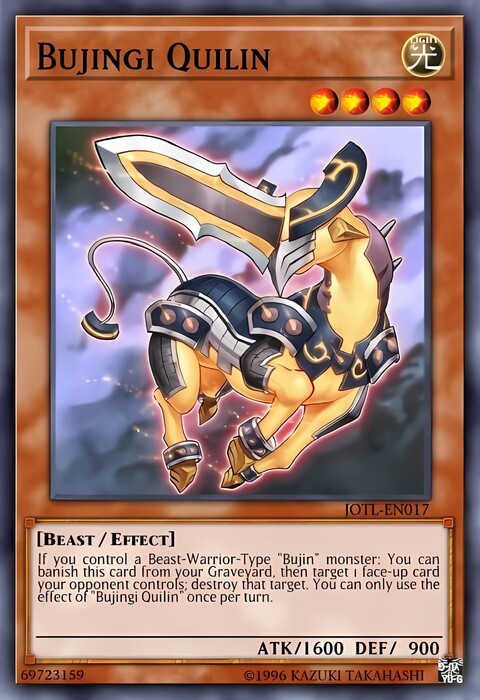 BUJINGI QUILIN
光
JOTL-EN017
[BEAST / EFFECT]
If you control a Beast-Warrior-Type "Bujin" monster: You can
banish this card from your Graveyard, then target 1 face-up card
your opponent controls; destroy that target. You can only use the
effect of "Bujingi Quilin" once per turn.
ATK/1600 DEF/ 900
69723159
©1996 KAZUKI TAKAHASHI